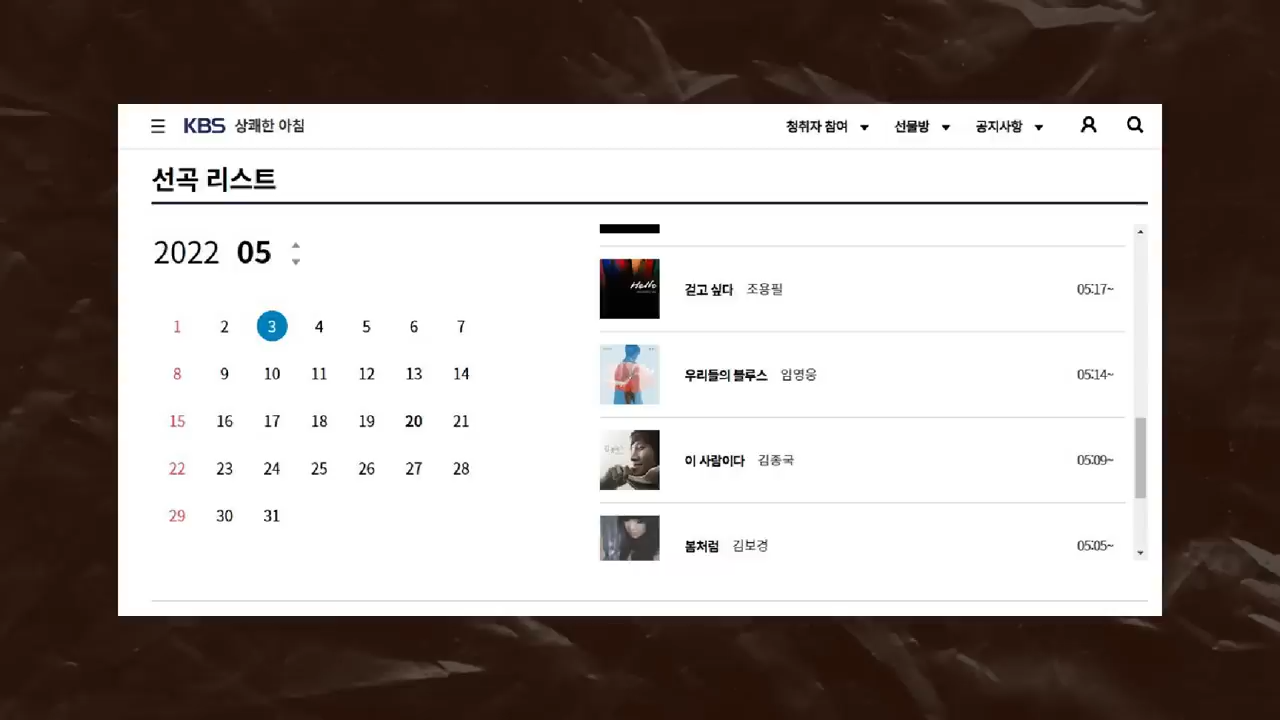 KBS 상쾌한 아침
청취자 참여 선물방 공지사항
선곡 리스트
2022 05
1 2 3 4 5 6 7
8 9 10 11 12 13 14
15 16 17 18 19 20 21
22 23 24 25 26 27 28
29 30 31
Hello
걷고 싶다 조용필 05:17~
우리들의 블루스 임영웅 05:14~
이 사람이다 김종국 05:09~
봄처럼 김보경 05:05~